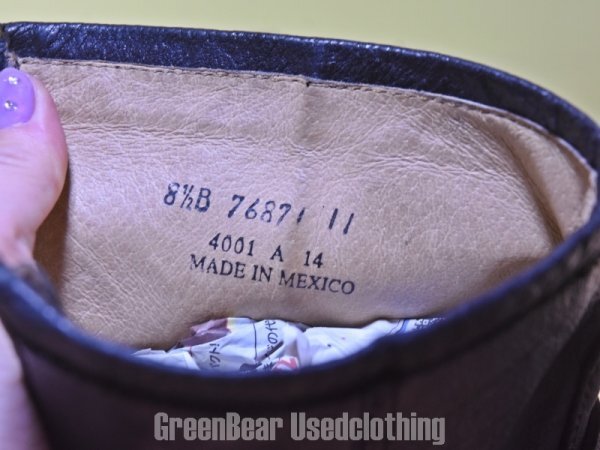 8½B 76871 11
4001 A 14
MADE IN MEXICO
GreenBear Usedclothing